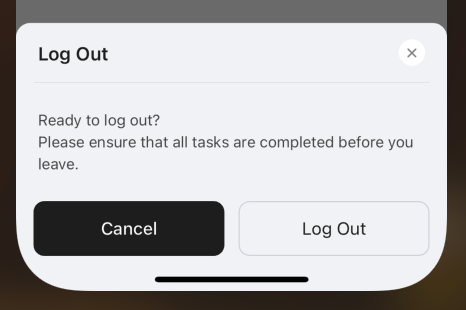 Log Out
Ready to log out?
Please ensure that all tasks are completed before you
leave.
Cancel
Log Out